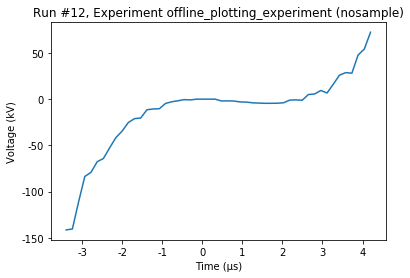 Run #12, Experiment offline_plotting_experiment (nosample)
50
0
-50
-100
-150
Voltage (kV)
-3 -2 -1 0 1 2 3 4
Time (μs)